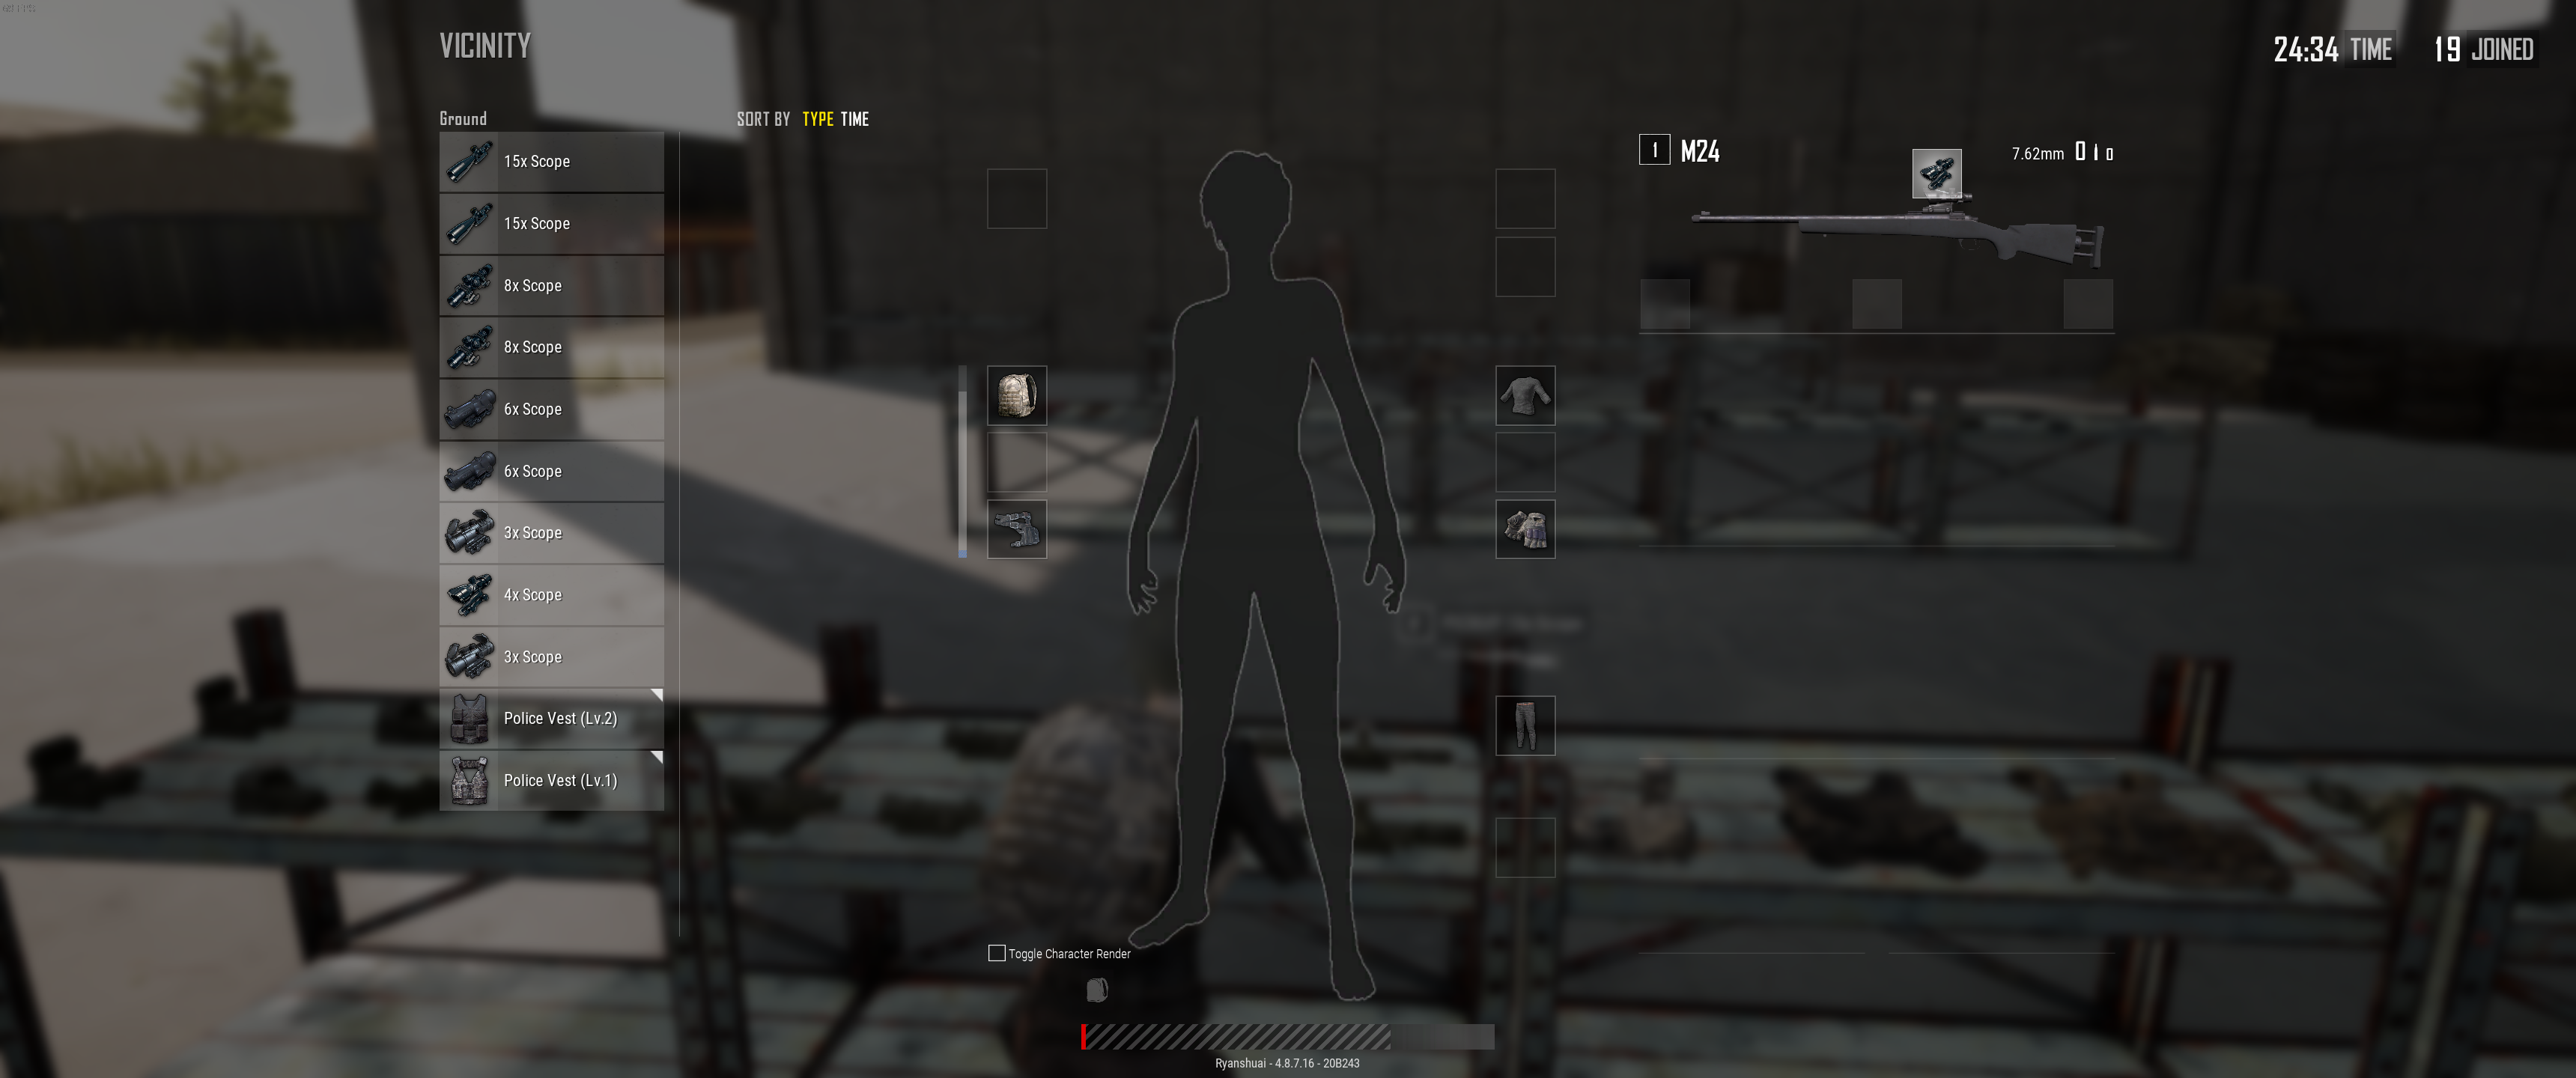 VICINITY
24:34 TIME 19 JOINED
Ground
SORT BY TYPE TIME
15x Scope
15x Scope
8x Scope
8x Scope
6x Scope
6x Scope
3x Scope
4x Scope
3x Scope
Police Vest (Lv.2)
Police Vest (Lv.1)
1 M24
7.62mm 0 0
Toggle Character Render
Ryanshuai - 4.8.7.16 - 20B243